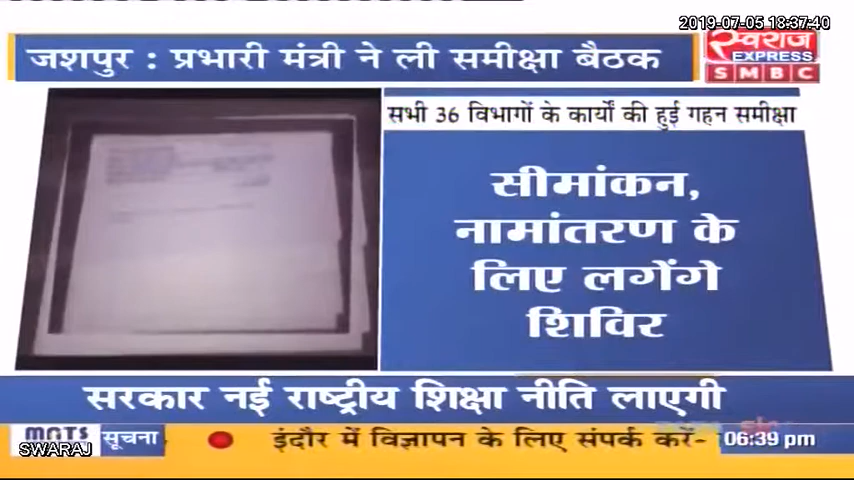 2019-07-05 18:37:40
जशपुर : प्रभारी मंत्री ने ली समीक्षा बैठक
स्वराज
EXPRESS
SMBC
सभी 36 विभागों के कार्यों की हुई गहन समीक्षा
सीमांकन,
नामांतरण के
लिए लगेंगे
शिविर
सरकार नई राष्ट्रीय शिक्षा नीति लाएगी
MATS
SWARAJ
सूचना
इंदौर में विज्ञापन के लिए संपर्क करें-
06:39 pm